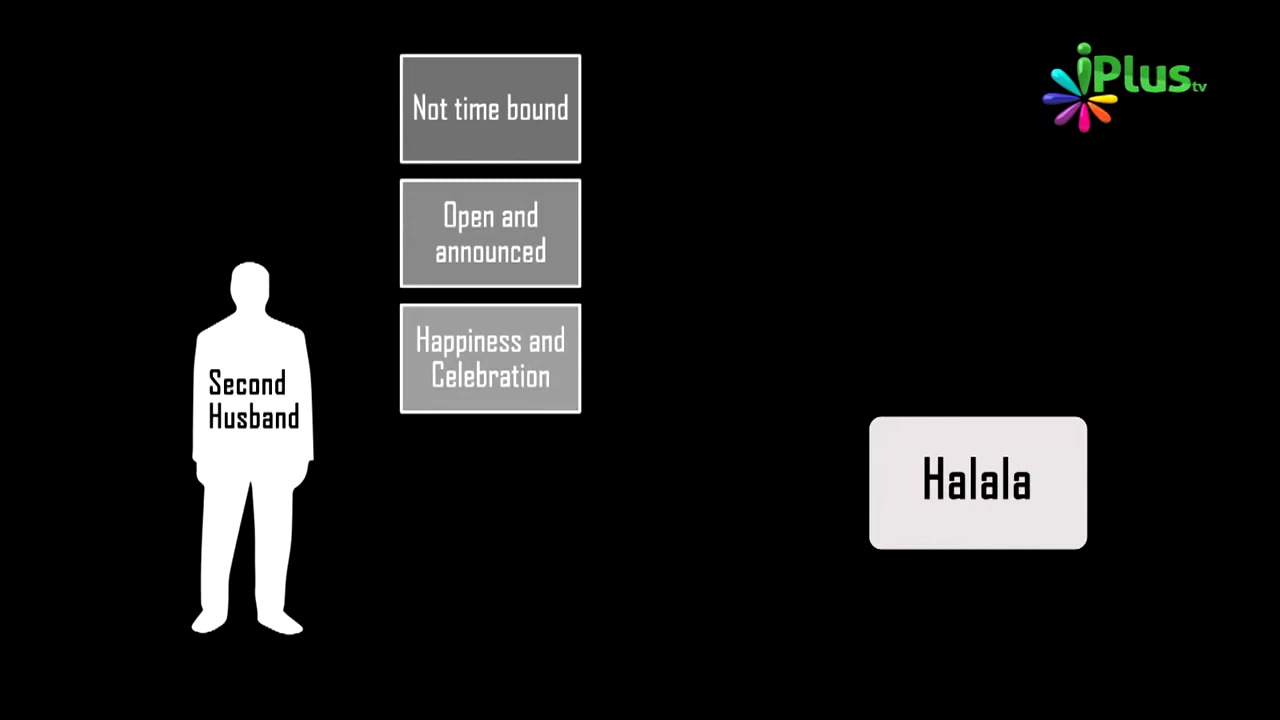 Not time bound
Open and
announced
Happiness and
Celebration
Second
Husband
Halala
iPlus tv